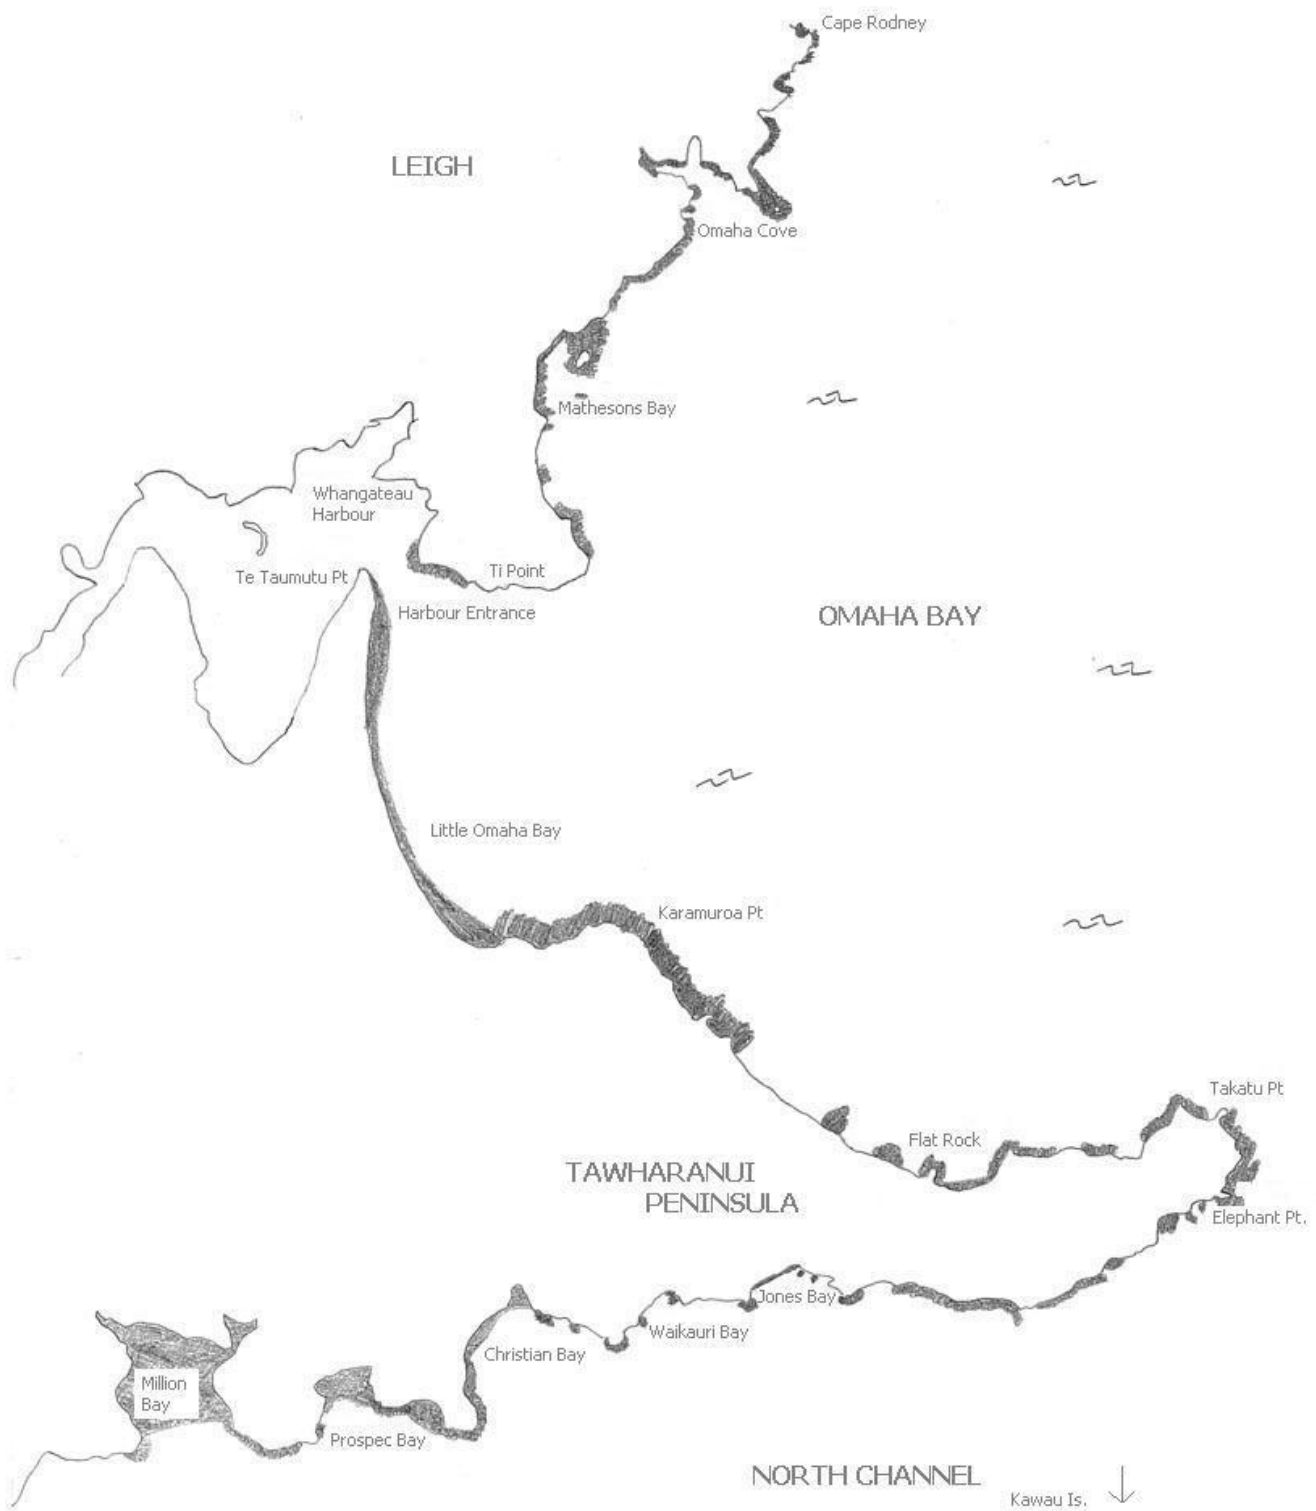 Cape Rodney
LEIGH
Omaha Cove
Mathesons Bay
Whangateau
Harbour
Ti Point
Te Taumutu Pt
Harbour Entrance
OMAHA BAY
Little Omaha Bay
Karamuroa Pt
Takatu Pt
Flat Rock
TAWHARANUI
PENINSULA
Elephant Pt.
Jones Bay
Waikauri Bay
Christian Bay
Million
Bay
Prospec Bay
NORTH CHANNEL
Kawau Is.